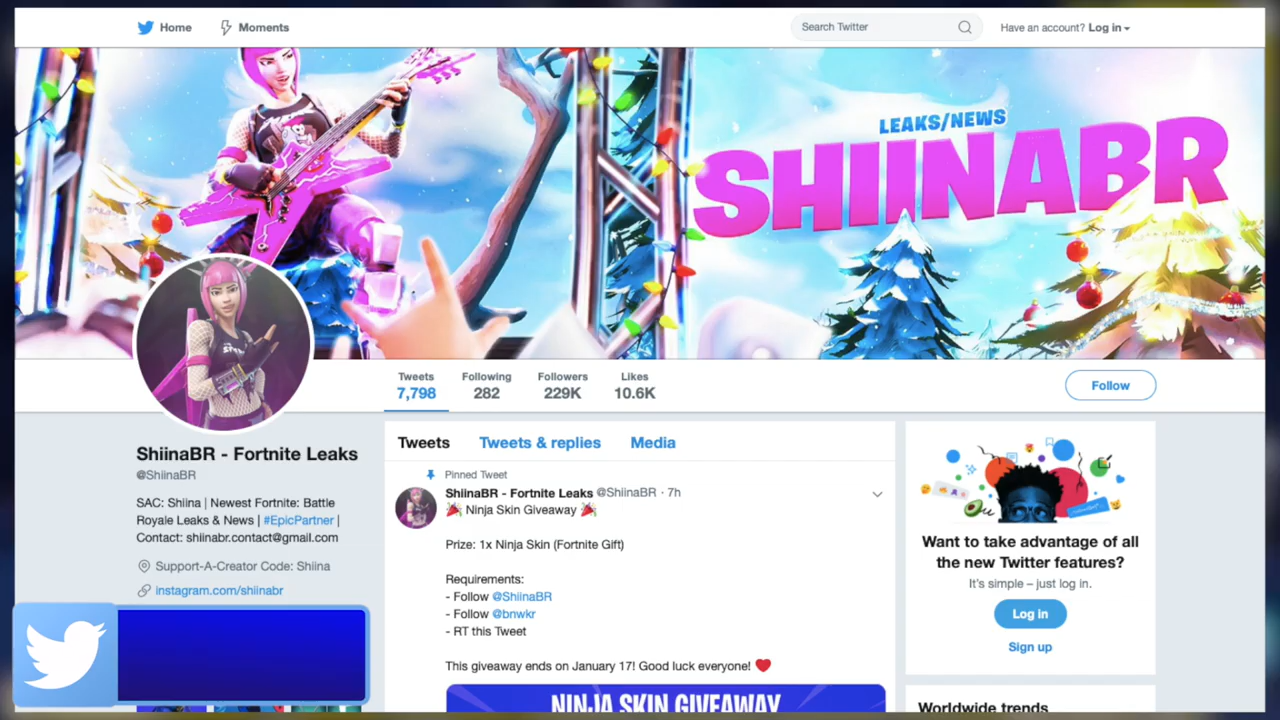 Home
Moments
Search Twitter
Have an account? Log in
LEAKS/NEWS
SHIINABR
Tweets
7,798
Following
282
Followers
229K
Likes
10.6K
Follow
ShiinaBR - Fortnite Leaks
@ShiinaBR
SAC: Shiina | Newest Fortnite: Battle
Royale Leaks & News | #EpicPartner |
Contact: shiinabr.contact@gmail.com
Support-A-Creator Code: Shiina
instagram.com/shiinabr
Tweets
Tweets & replies
Media
Pinned Tweet
ShiinaBR - Fortnite Leaks @ShiinaBR · 7h
🎉 Ninja Skin Giveaway 🎉
Prize: 1x Ninja Skin (Fortnite Gift)
Requirements:
- Follow @ShiinaBR
- Follow @bnwkr
- RT this Tweet
This giveaway ends on January 17! Good luck everyone! ❤
NINJA SKIN GIVEAWAY
Want to take advantage of all
the new Twitter features?
It's simple – just log in.
Log in
Sign up
Worldwide trends